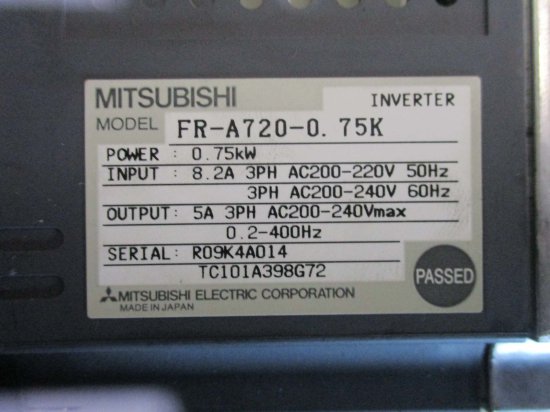 MITSUBISHI INVERTER
MODEL FR-A720-0.75K
POWER : 0.75kW
INPUT : 8.2A 3PH AC200-220V 50Hz
3PH AC200-240V 60Hz
OUTPUT: 5A 3PH AC200-240Vmax
0.2-400Hz
SERIAL: R09K4A014
TC101A398G72
PASSED
MITSUBISHI ELECTRIC CORPORATION
MADE IN JAPAN